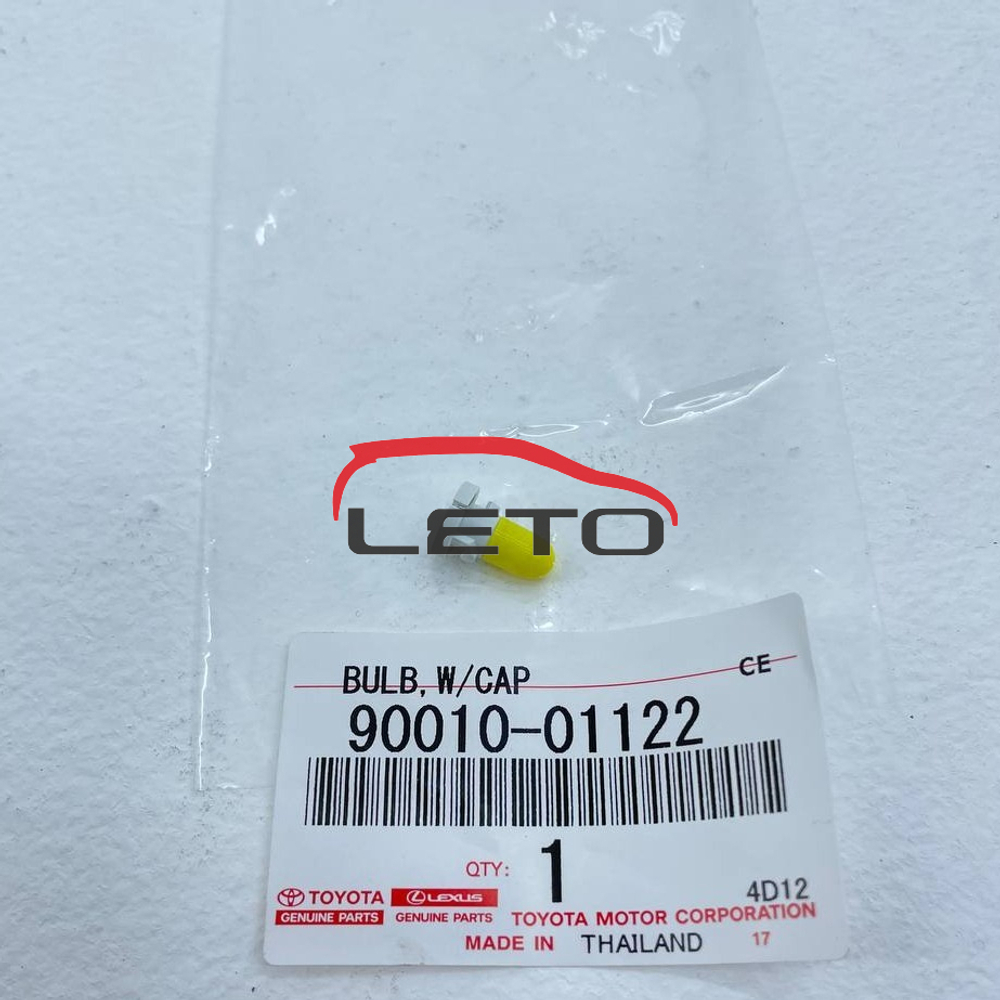 LETO
BULB, W/CAP
CE
90010-01122
QTY: 1
4D12
TOYOTA LEXUS
GENUINE PARTS GENUINE PARTS TOYOTA MOTOR CORPORATION
MADE IN THAILAND 17